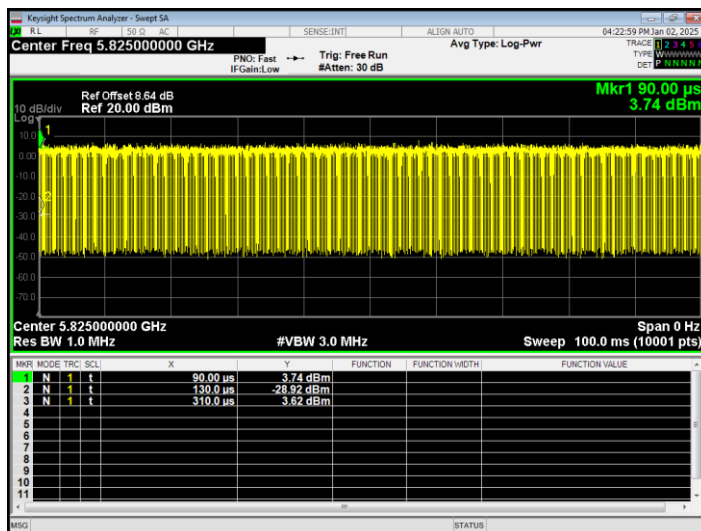 Keysight Spectrum Analyzer - Swept SA
RL RF 50 Ω AC SENSE:INT ALIGN AUTO 04:22:59 PM Jan 02, 2025
Center Freq 5.825000000 GHz
Avg Type: Log-Pwr
TRACE 1 2 3 4 5
PNO: Fast Trig: Free Run
TYPE W
IFGain:Low #Atten: 30 dB
DET P N N N N
Mkr1 90.00 µs
3.74 dBm
Ref Offset 8.64 dB
10 dB/div Ref 20.00 dBm
Log
1
10.0
0.00
-10.0
2
-20.0
-30.0
-40.0
-50.0
-60.0
-70.0
Center 5.825000000 GHz Span 0 Hz
Res BW 1.0 MHz #VBW 3.0 MHz Sweep 100.0 ms (10001 pts)
MKR MODE TRC SCL X Y FUNCTION FUNCTION WIDTH FUNCTION VALUE
1 N 1 t 90.00 µs 3.74 dBm
2 N 1 t 130.0 µs -28.92 dBm
3 N 1 t 310.0 µs 3.62 dBm
4
5
6
7
8
9
10
11
MSG STATUS